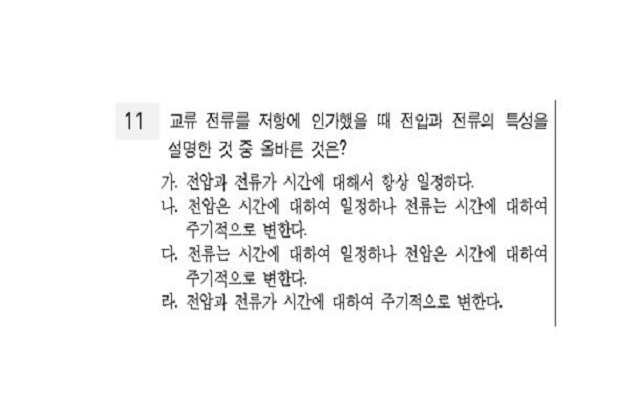 11 교류 전류를 저항에 인가했을 때 전압과 전류의 특성을
설명한 것 중 올바른 것은?
가. 전압과 전류가 시간에 대해서 항상 일정하다.
나. 전압은 시간에 대하여 일정하나 전류는 시간에 대하여
주기적으로 변한다.
다. 전류는 시간에 대하여 일정하나 전압은 시간에 대하여
주기적으로 변한다.
라. 전압과 전류가 시간에 대하여 주기적으로 변한다.